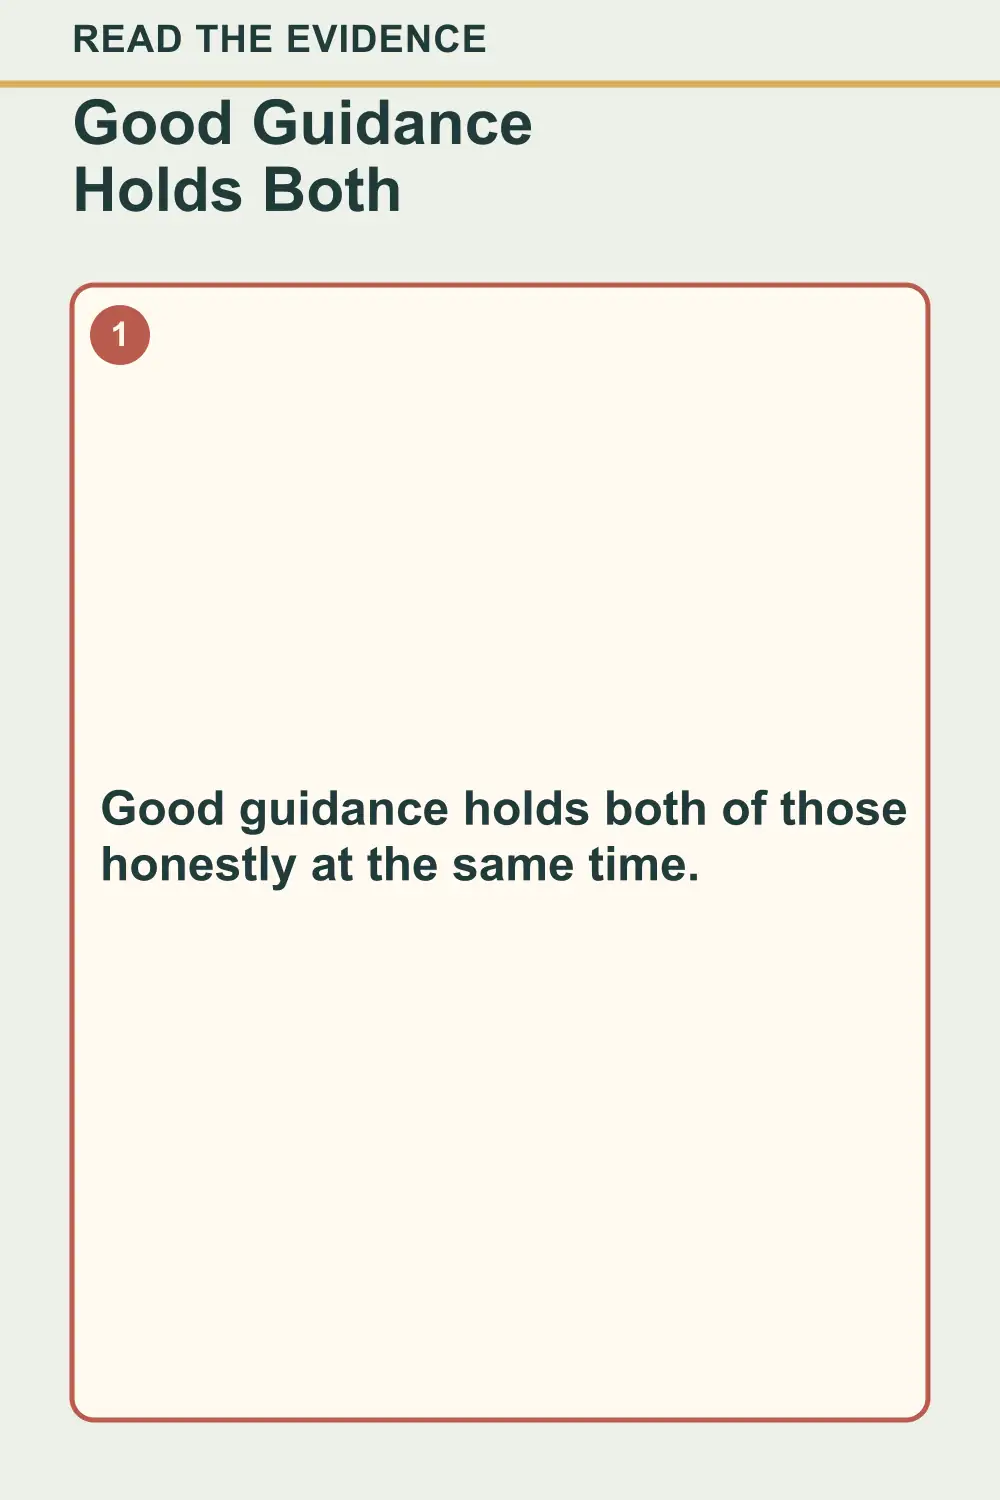 READ THE EVIDENCE
Good Guidance
Holds Both
1
Good guidance holds both of those
honestly at the same time.